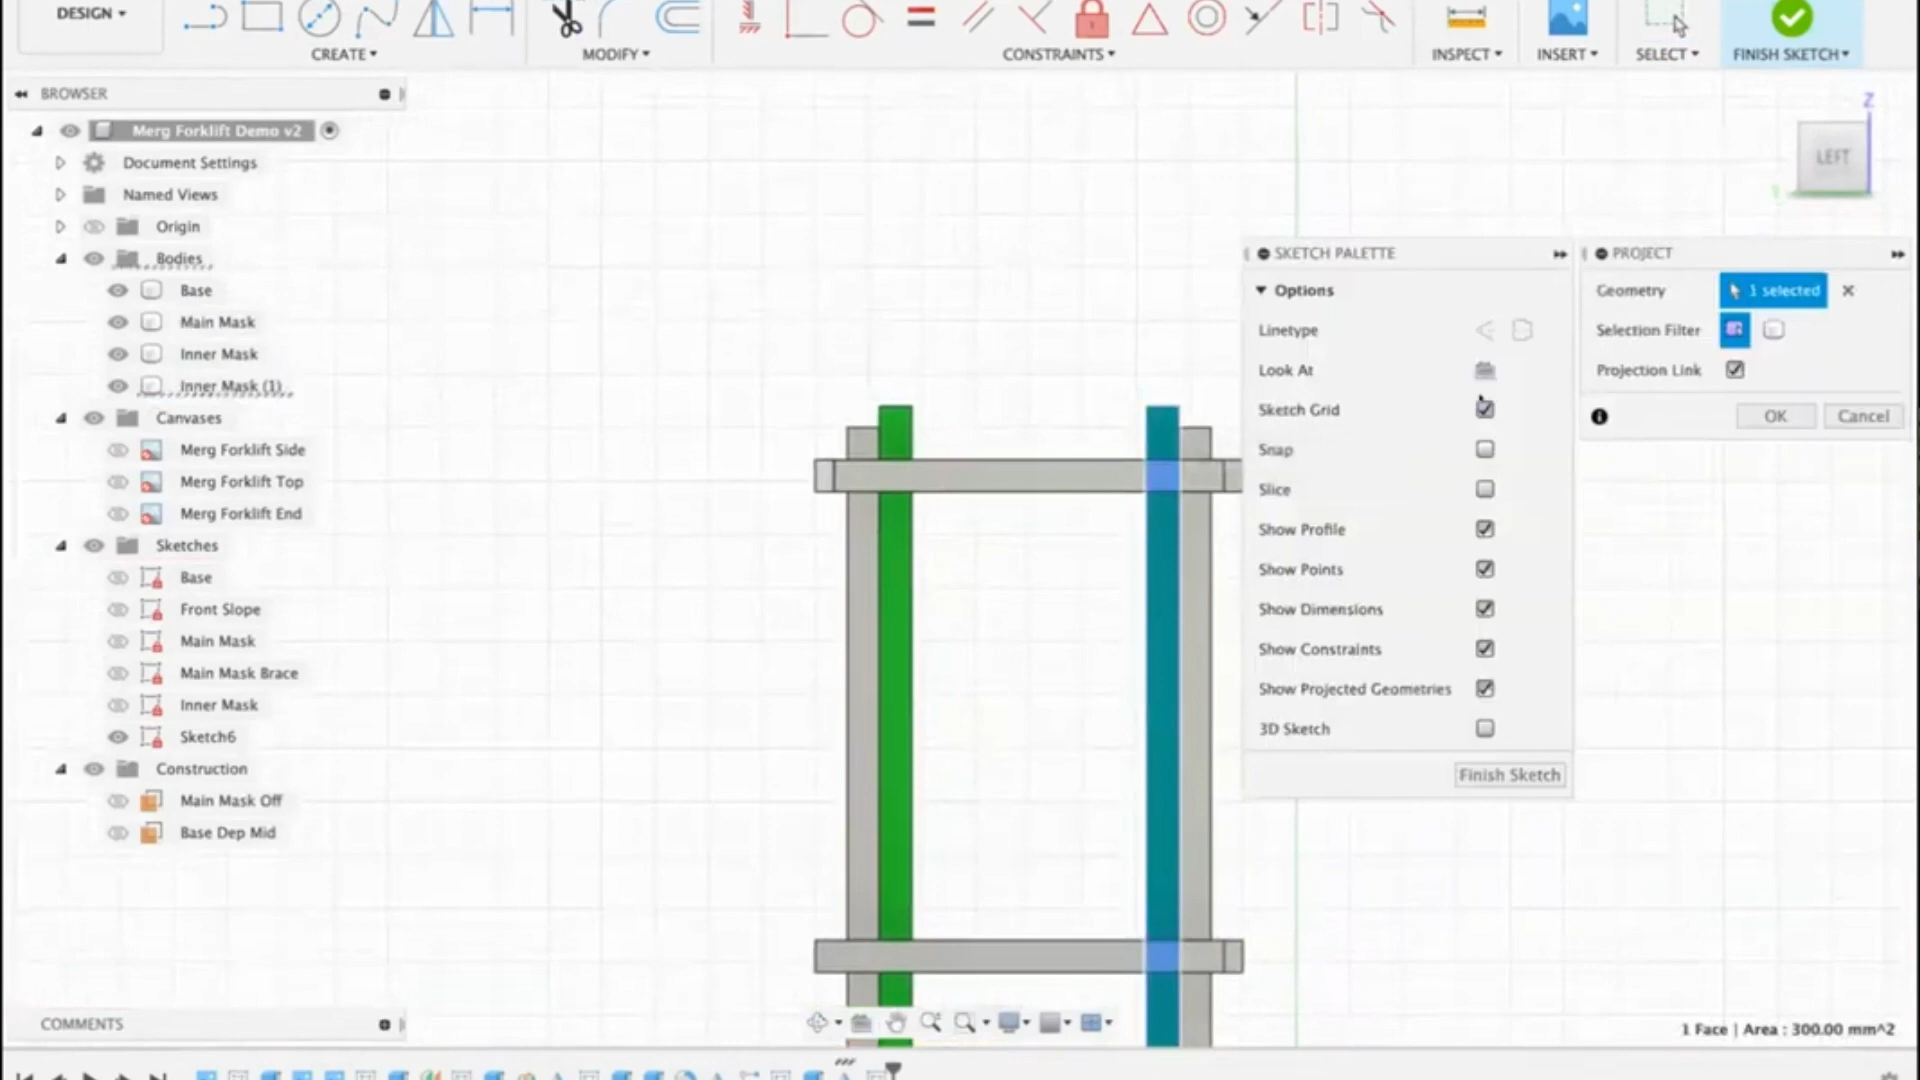 DESIGN
CREATE
MODIFY
CONSTRAINTS
INSPECT
INSERT
SELECT
FINISH SKETCH
BROWSER
Merg Forklift Demo v2
Document Settings
Named Views
Origin
Bodies
Base
Main Mask
Inner Mask
Inner Mask (1)
Canvases
Merg Forklift Side
Merg Forklift Top
Merg Forklift End
Sketches
Base
Front Slope
Main Mask
Main Mask Brace
Inner Mask
Sketch6
Construction
Main Mask Off
Base Dep Mid
COMMENTS
Z
LEFT
SKETCH PALETTE
Options
Linetype
Look At
Sketch Grid
Snap
Slice
Show Profile
Show Points
Show Dimensions
Show Constraints
Show Projected Geometries
3D Sketch
Finish Sketch
PROJECT
Geometry
1 selected
Selection Filter
Projection Link
OK
Cancel
1 Face | Area : 300.00 mm^2